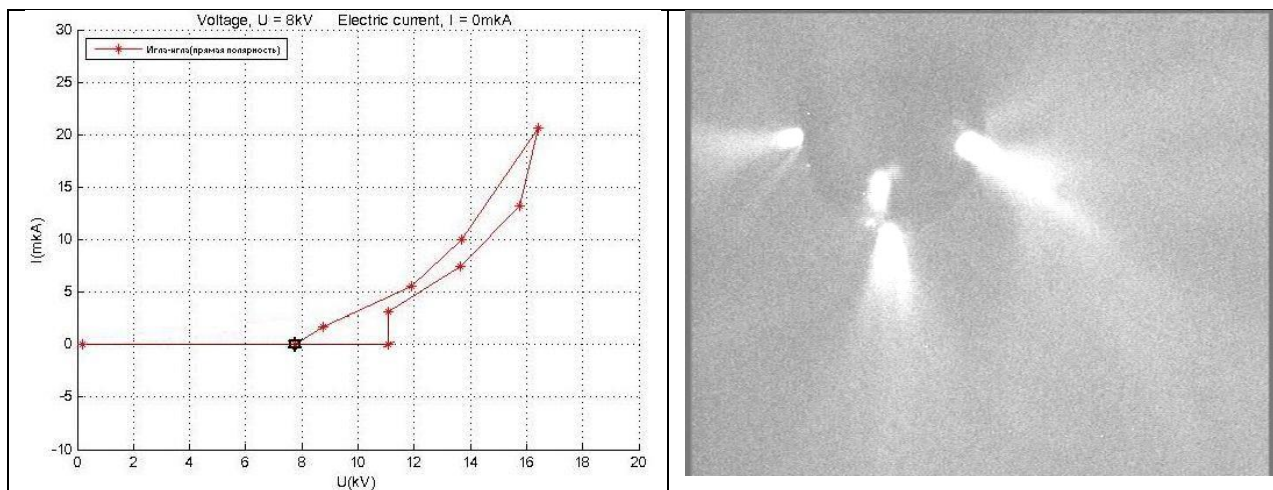 Voltage, U = 8kV Electric current, I = 0mkA
30
Игла-игла(прямая полярность)
25
20
15
10
5
0
-5
-10
I(mkA)
0 2 4 6 8 10 12 14 16 18 20
U(kV)